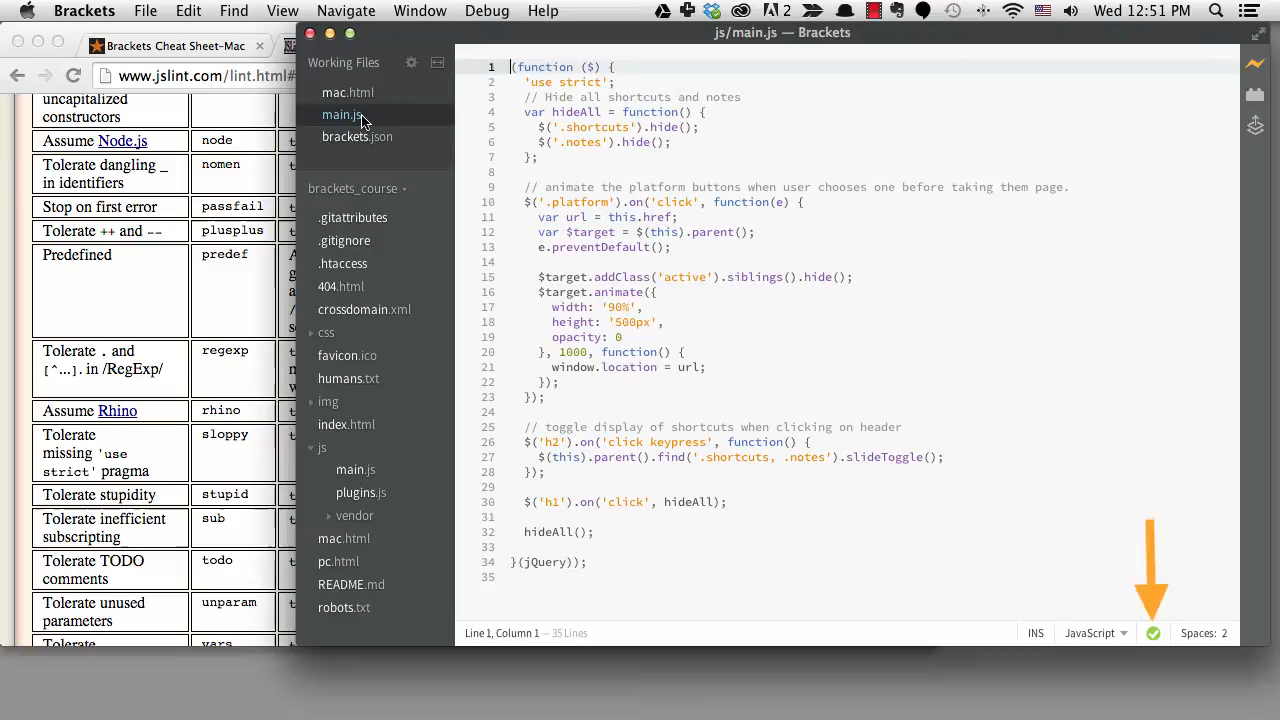 Brackets File Edit Find View Navigate Window Debug Help 2 Wed 12:51 PM
Brackets Cheat Sheet-Mac
www.jslint.com/lint.html#
uncapitalized
constructors
Assume Node.js node
Tolerate dangling _
in identifiers
nomen
Stop on first error passfail
Tolerate ++ and -- plusplus
Predefined predef
Tolerate . and
[^...]. in /RegExp/
regexp
Assume Rhino rhino
Tolerate
missing 'use
strict' pragma
sloppy
Tolerate stupidity stupid
Tolerate inefficient
subscripting
sub
Tolerate TODO
comments
todo
Tolerate unused
parameters
unparam
Tolerate vars
js/main.js — Brackets
Working Files
mac.html
main.js
brackets.json
brackets_course
.gitattributes
.gitignore
.htaccess
404.html
crossdomain.xml
css
favicon.ico
humans.txt
img
index.html
js
main.js
plugins.js
vendor
mac.html
pc.html
README.md
robots.txt
1 (function ($) {
2 'use strict';
3 // Hide all shortcuts and notes
4 var hideAll = function() {
5 $('.shortcuts').hide();
6 $('.notes').hide();
7 };
8
9 // animate the platform buttons when user chooses one before taking them page.
10 $('.platform').on('click', function(e) {
11 var url = this.href;
12 var $target = $(this).parent();
13 e.preventDefault();
14
15 $target.addClass('active').siblings().hide();
16 $target.animate({
17 width: '90%',
18 height: '500px',
19 opacity: 0
20 }, 1000, function() {
21 window.location = url;
22 });
23 });
24
25 // toggle display of shortcuts when clicking on header
26 $('h2').on('click keypress', function() {
27 $(this).parent().find('.shortcuts, .notes').slideToggle();
28 });
29
30 $('h1').on('click', hideAll);
31
32 hideAll();
33
34 }(jQuery));
35
Line 1, Column 1 — 35 Lines INS JavaScript Spaces: 2